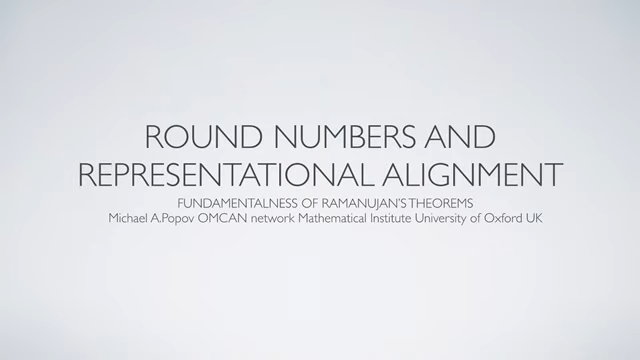 ROUND NUMBERS AND
REPRESENTATIONAL ALIGNMENT
FUNDAMENTALNESS OF RAMANUJAN'S THEOREMS
Michael A.Popov OMCAN network Mathematical Institute University of Oxford UK